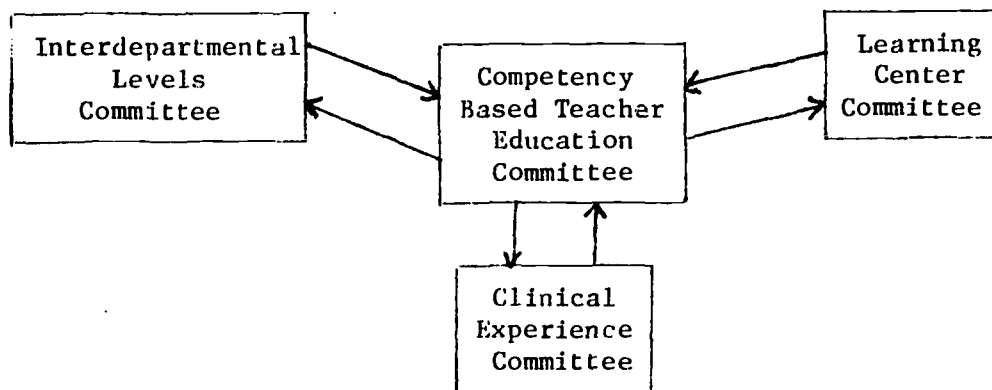 Interdepartmental
Levels
Committee
Competency
Based Teacher
Education
Committee
Learning
Center
Committee
Clinical
Experience
Committee